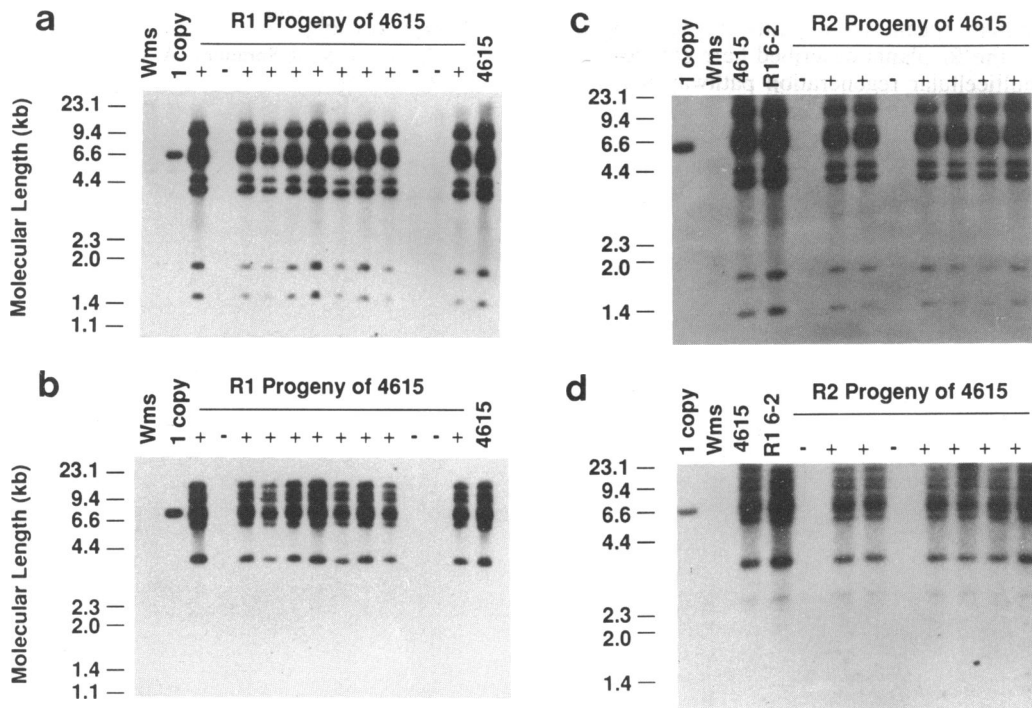 a
R1 Progeny of 4615
Wms
1 copy
+ - + + + + + + + - - +
4615
Molecular Length (kb)
23.1
9.4
6.6
4.4
2.3
2.0
1.4
1.1
c
R2 Progeny of 4615
1 copy
Wms
4615
R1 6-2
- + + - + + + +
23.1
9.4
6.6
4.4
2.3
2.0
1.4
b
R1 Progeny of 4615
Wms
1 copy
+ - + + + + + + + - - +
4615
Molecular Length (kb)
23.1
9.4
6.6
4.4
2.3
2.0
1.4
1.1
d
R2 Progeny of 4615
1 copy
Wms
4615
R1 6-2
- + + - + + + +
23.1
9.4
6.6
4.4
2.3
2.0
1.4